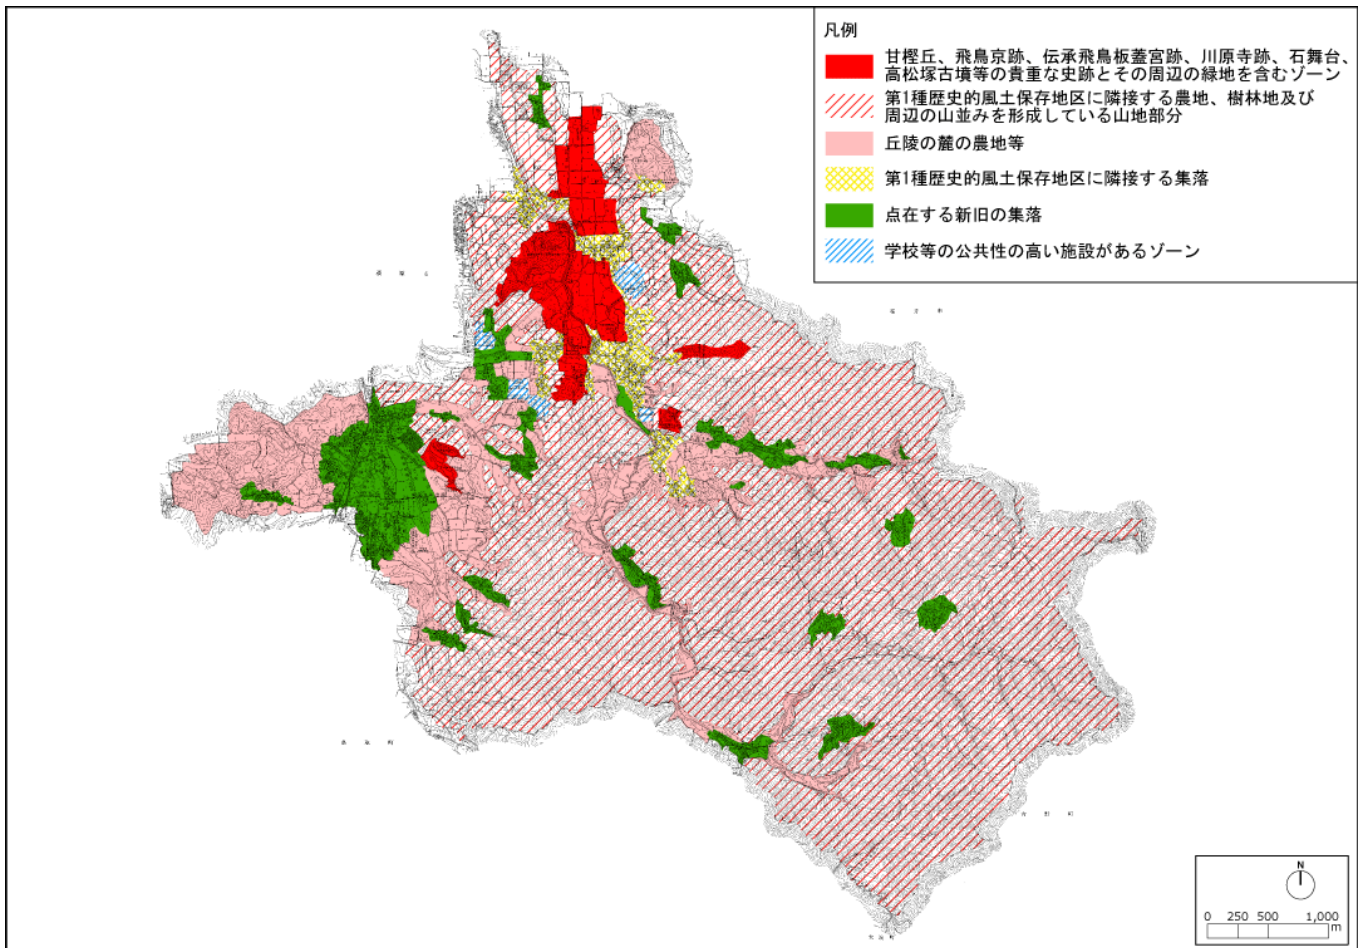 凡例
甘樫丘、飛鳥京跡、伝承飛鳥板蓋宮跡、川原寺跡、石舞台、
高松塚古墳等の貴重な史跡とその周辺の緑地を含むゾーン
第1種歴史的風土保存地区に隣接する農地、樹林地及び
周辺の山並みを形成している山地部分
丘陵の麓の農地等
第1種歴史的風土保存地区に隣接する集落
点在する新旧の集落
学校等の公共性の高い施設があるゾーン
N
0 250 500 1,000
m